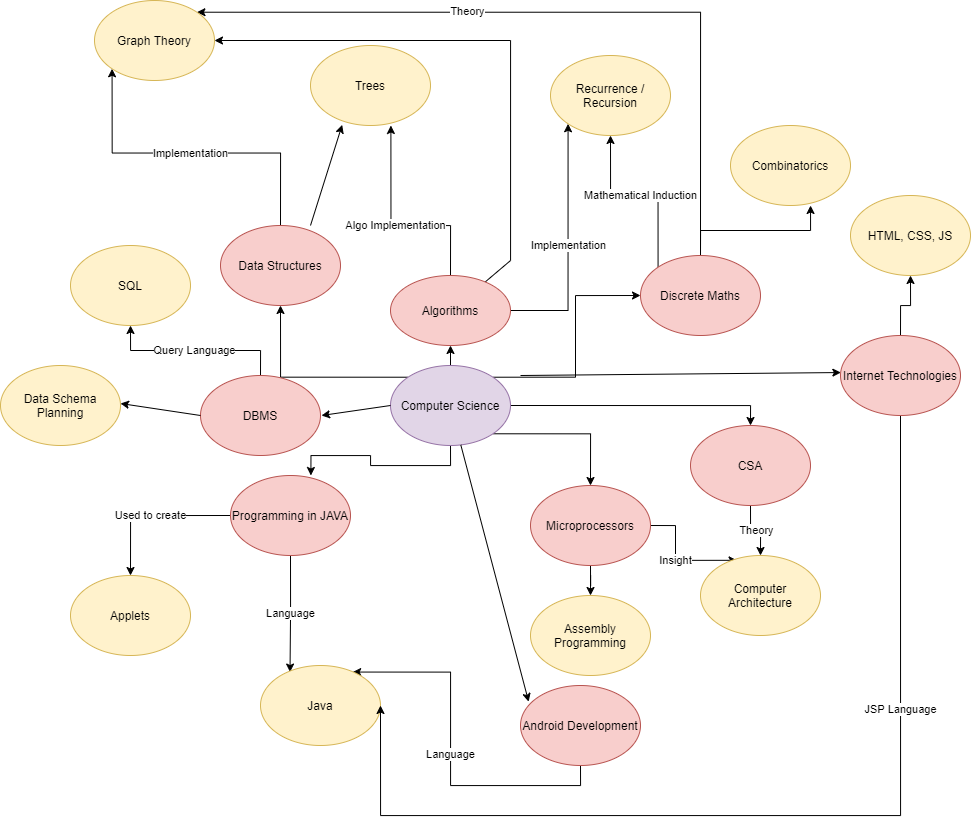 Theory
Graph Theory
Trees
Recurrence /
Recursion
Implementation
Combinatorics
Mathematical Induction
Algo Implementation
HTML, CSS, JS
Implementation
Data Structures
SQL
Algorithms
Discrete Maths
Query Language
Internet Technologies
Data Schema
Planning
DBMS
Computer Science
CSA
Used to create
Programming in JAVA
Microprocessors
Theory
Insight
Computer
Architecture
Applets
Language
Assembly
Programming
Java
JSP Language
Android Development
Language